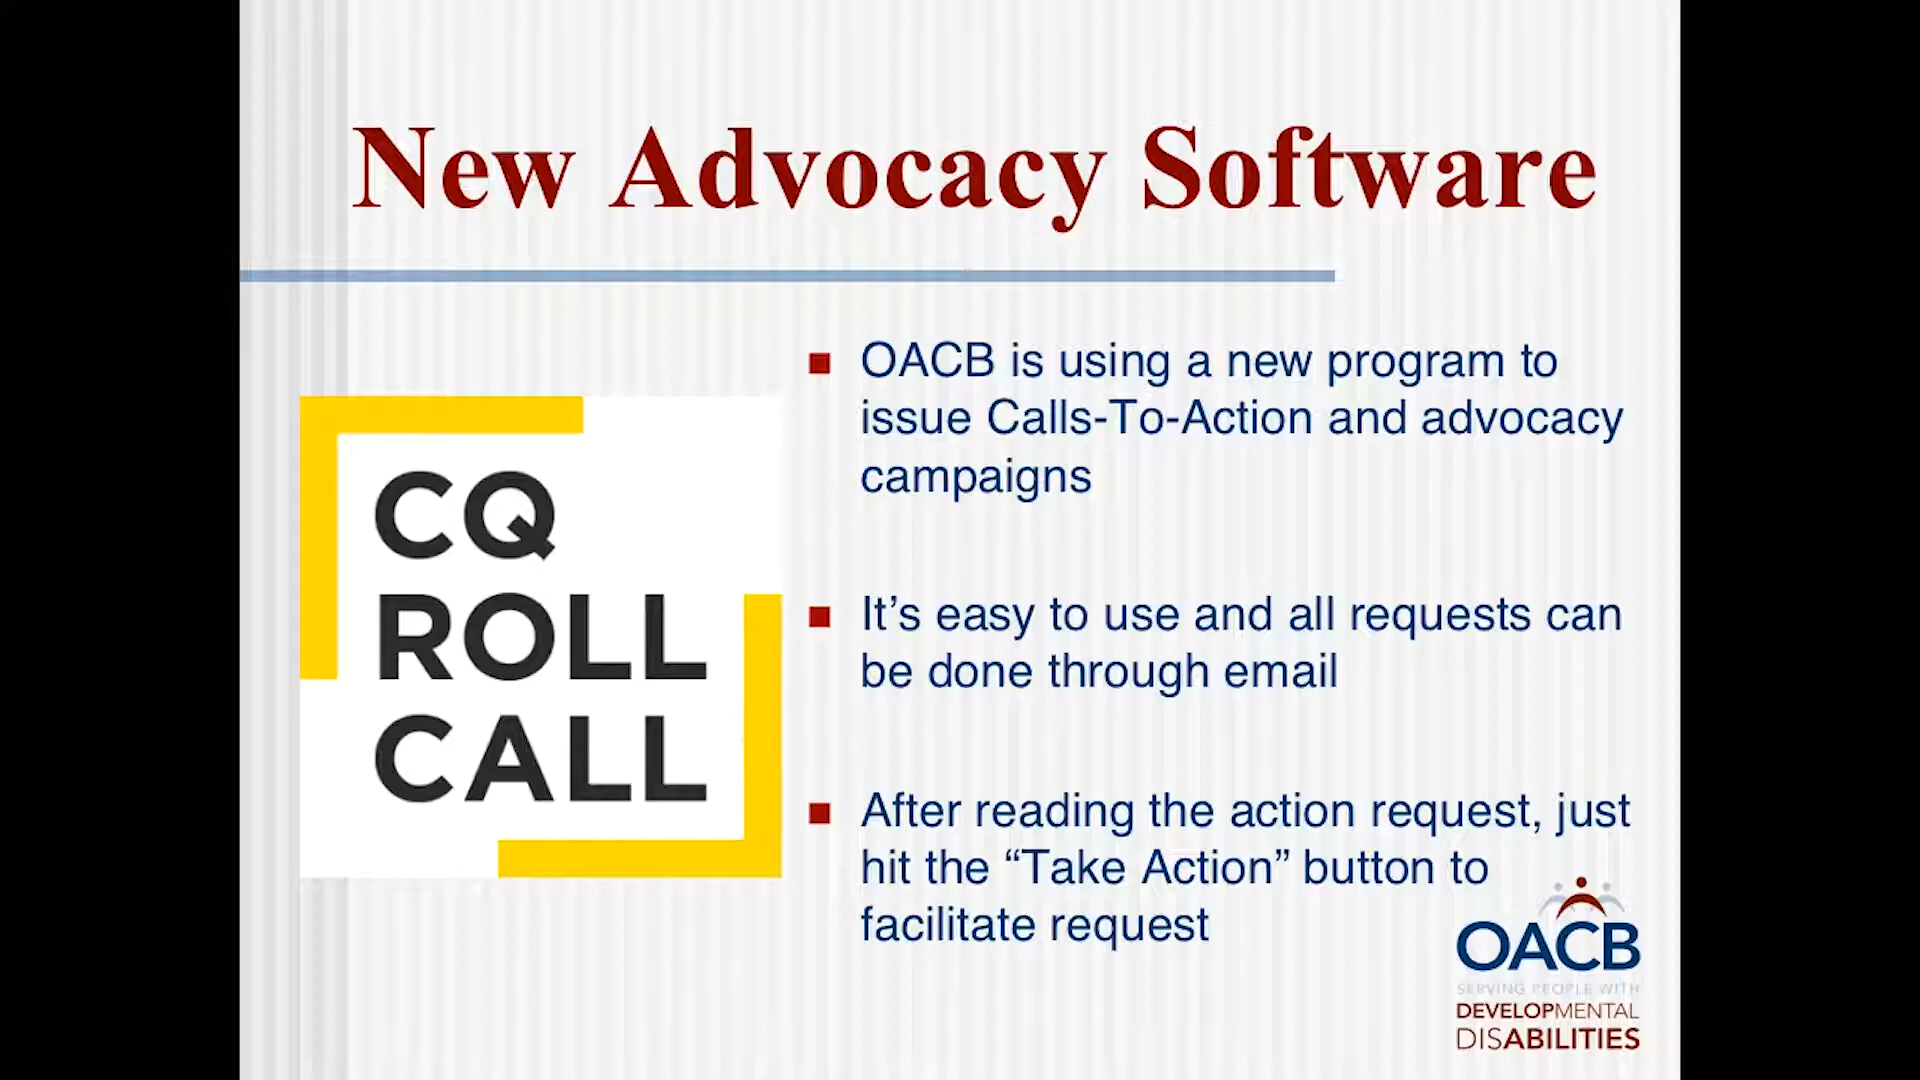 New Advocacy Software
CQ
ROLL
CALL
OACB is using a new program to
issue Calls-To-Action and advocacy
campaigns
It’s easy to use and all requests can
be done through email
After reading the action request, just
hit the “Take Action” button to
facilitate request
OACB
SERVING PEOPLE WITH
DEVELOPMENTAL
DISABILITIES